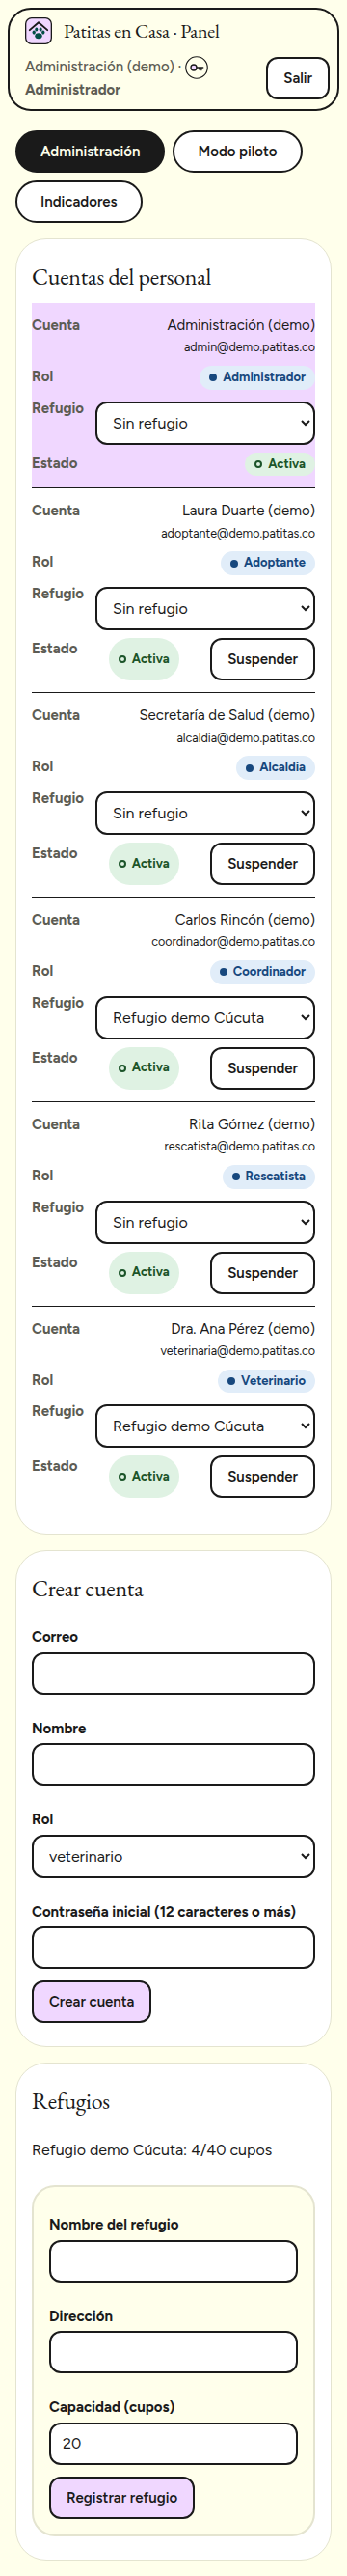 Patitas en Casa · Panel
Administración (demo) ·
Administrador
Salir
Administración
Modo piloto
Indicadores
Cuentas del personal
Cuenta Administración (demo)
admin@demo.patitas.co
Rol Administrador
Refugio Sin refugio
Estado Activa
Cuenta Laura Duarte (demo)
adoptante@demo.patitas.co
Rol Adoptante
Refugio Sin refugio
Estado Activa Suspender
Cuenta Secretaría de Salud (demo)
alcaldia@demo.patitas.co
Rol Alcaldia
Refugio Sin refugio
Estado Activa Suspender
Cuenta Carlos Rincón (demo)
coordinador@demo.patitas.co
Rol Coordinador
Refugio Refugio demo Cúcuta
Estado Activa Suspender
Cuenta Rita Gómez (demo)
rescatista@demo.patitas.co
Rol Rescatista
Refugio Sin refugio
Estado Activa Suspender
Cuenta Dra. Ana Pérez (demo)
veterinaria@demo.patitas.co
Rol Veterinario
Refugio Refugio demo Cúcuta
Estado Activa Suspender
Crear cuenta
Correo
Nombre
Rol
veterinario
Contraseña inicial (12 caracteres o más)
Crear cuenta
Refugios
Refugio demo Cúcuta: 4/40 cupos
Nombre del refugio
Dirección
Capacidad (cupos)
20
Registrar refugio